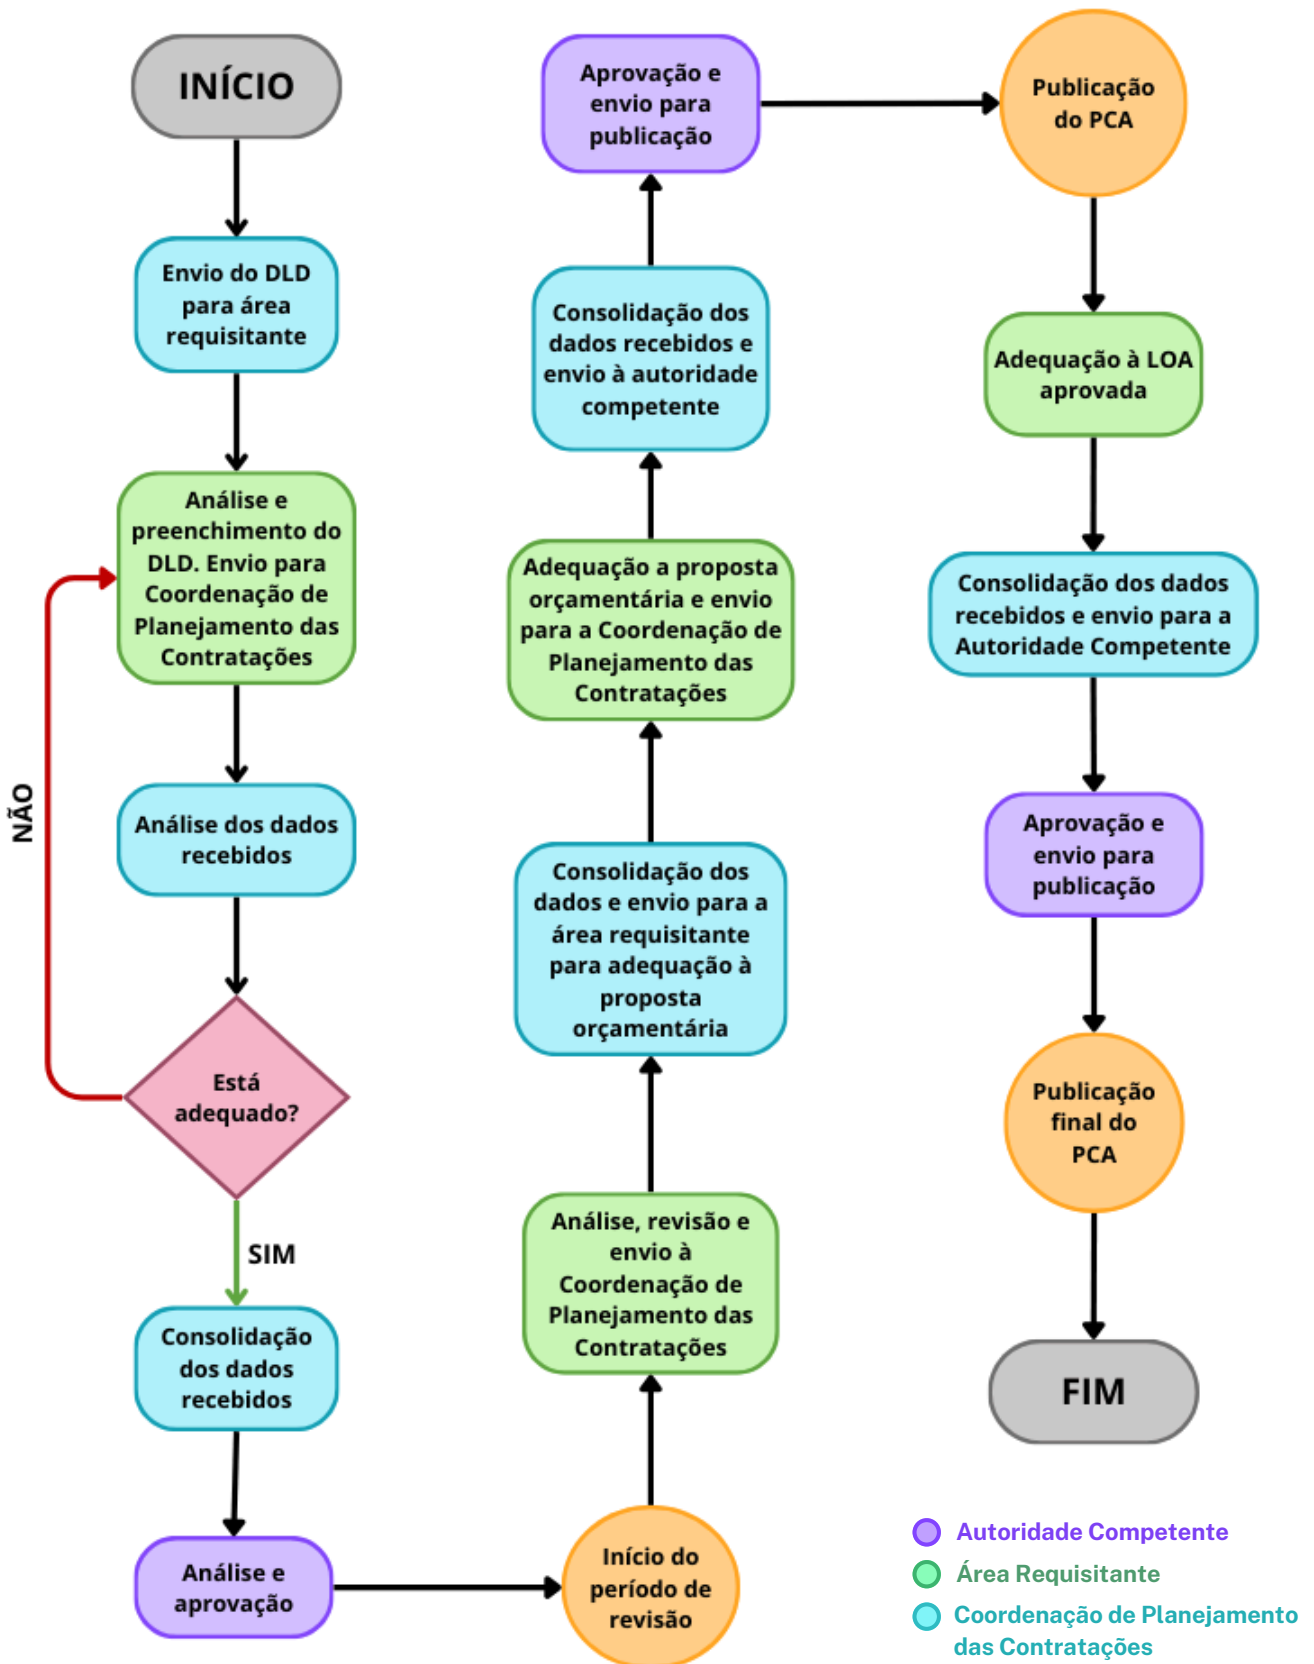 INÍCIO
Envio do DLD
para área
requisitante
Análise e
preenchimento do
DLD. Envio para
Coordenação de
Planejamento das
Contratações
Análise dos dados
recebidos
NÃO
Está
adequado?
SIM
Consolidação
dos dados
recebidos
Análise e
aprovação
Início do
período de
revisão
Análise, revisão e
envio à
Coordenação de
Planejamento das
Contratações
Consolidação dos
dados e envio para a
área requisitante
para adequação à
proposta
orçamentária
Adequação a proposta
orçamentária e envio
para a Coordenação de
Planejamento das
Contratações
Consolidação dos
dados recebidos e
envio à autoridade
competente
Aprovação e
envio para
publicação
Publicação
do PCA
Adequação à LOA
aprovada
Consolidação dos dados
recebidos e envio para a
Autoridade Competente
Aprovação e
envio para
publicação
Publicação
final do
PCA
FIM
Autoridade Competente
Área Requisitante
Coordenação de Planejamento
das Contratações